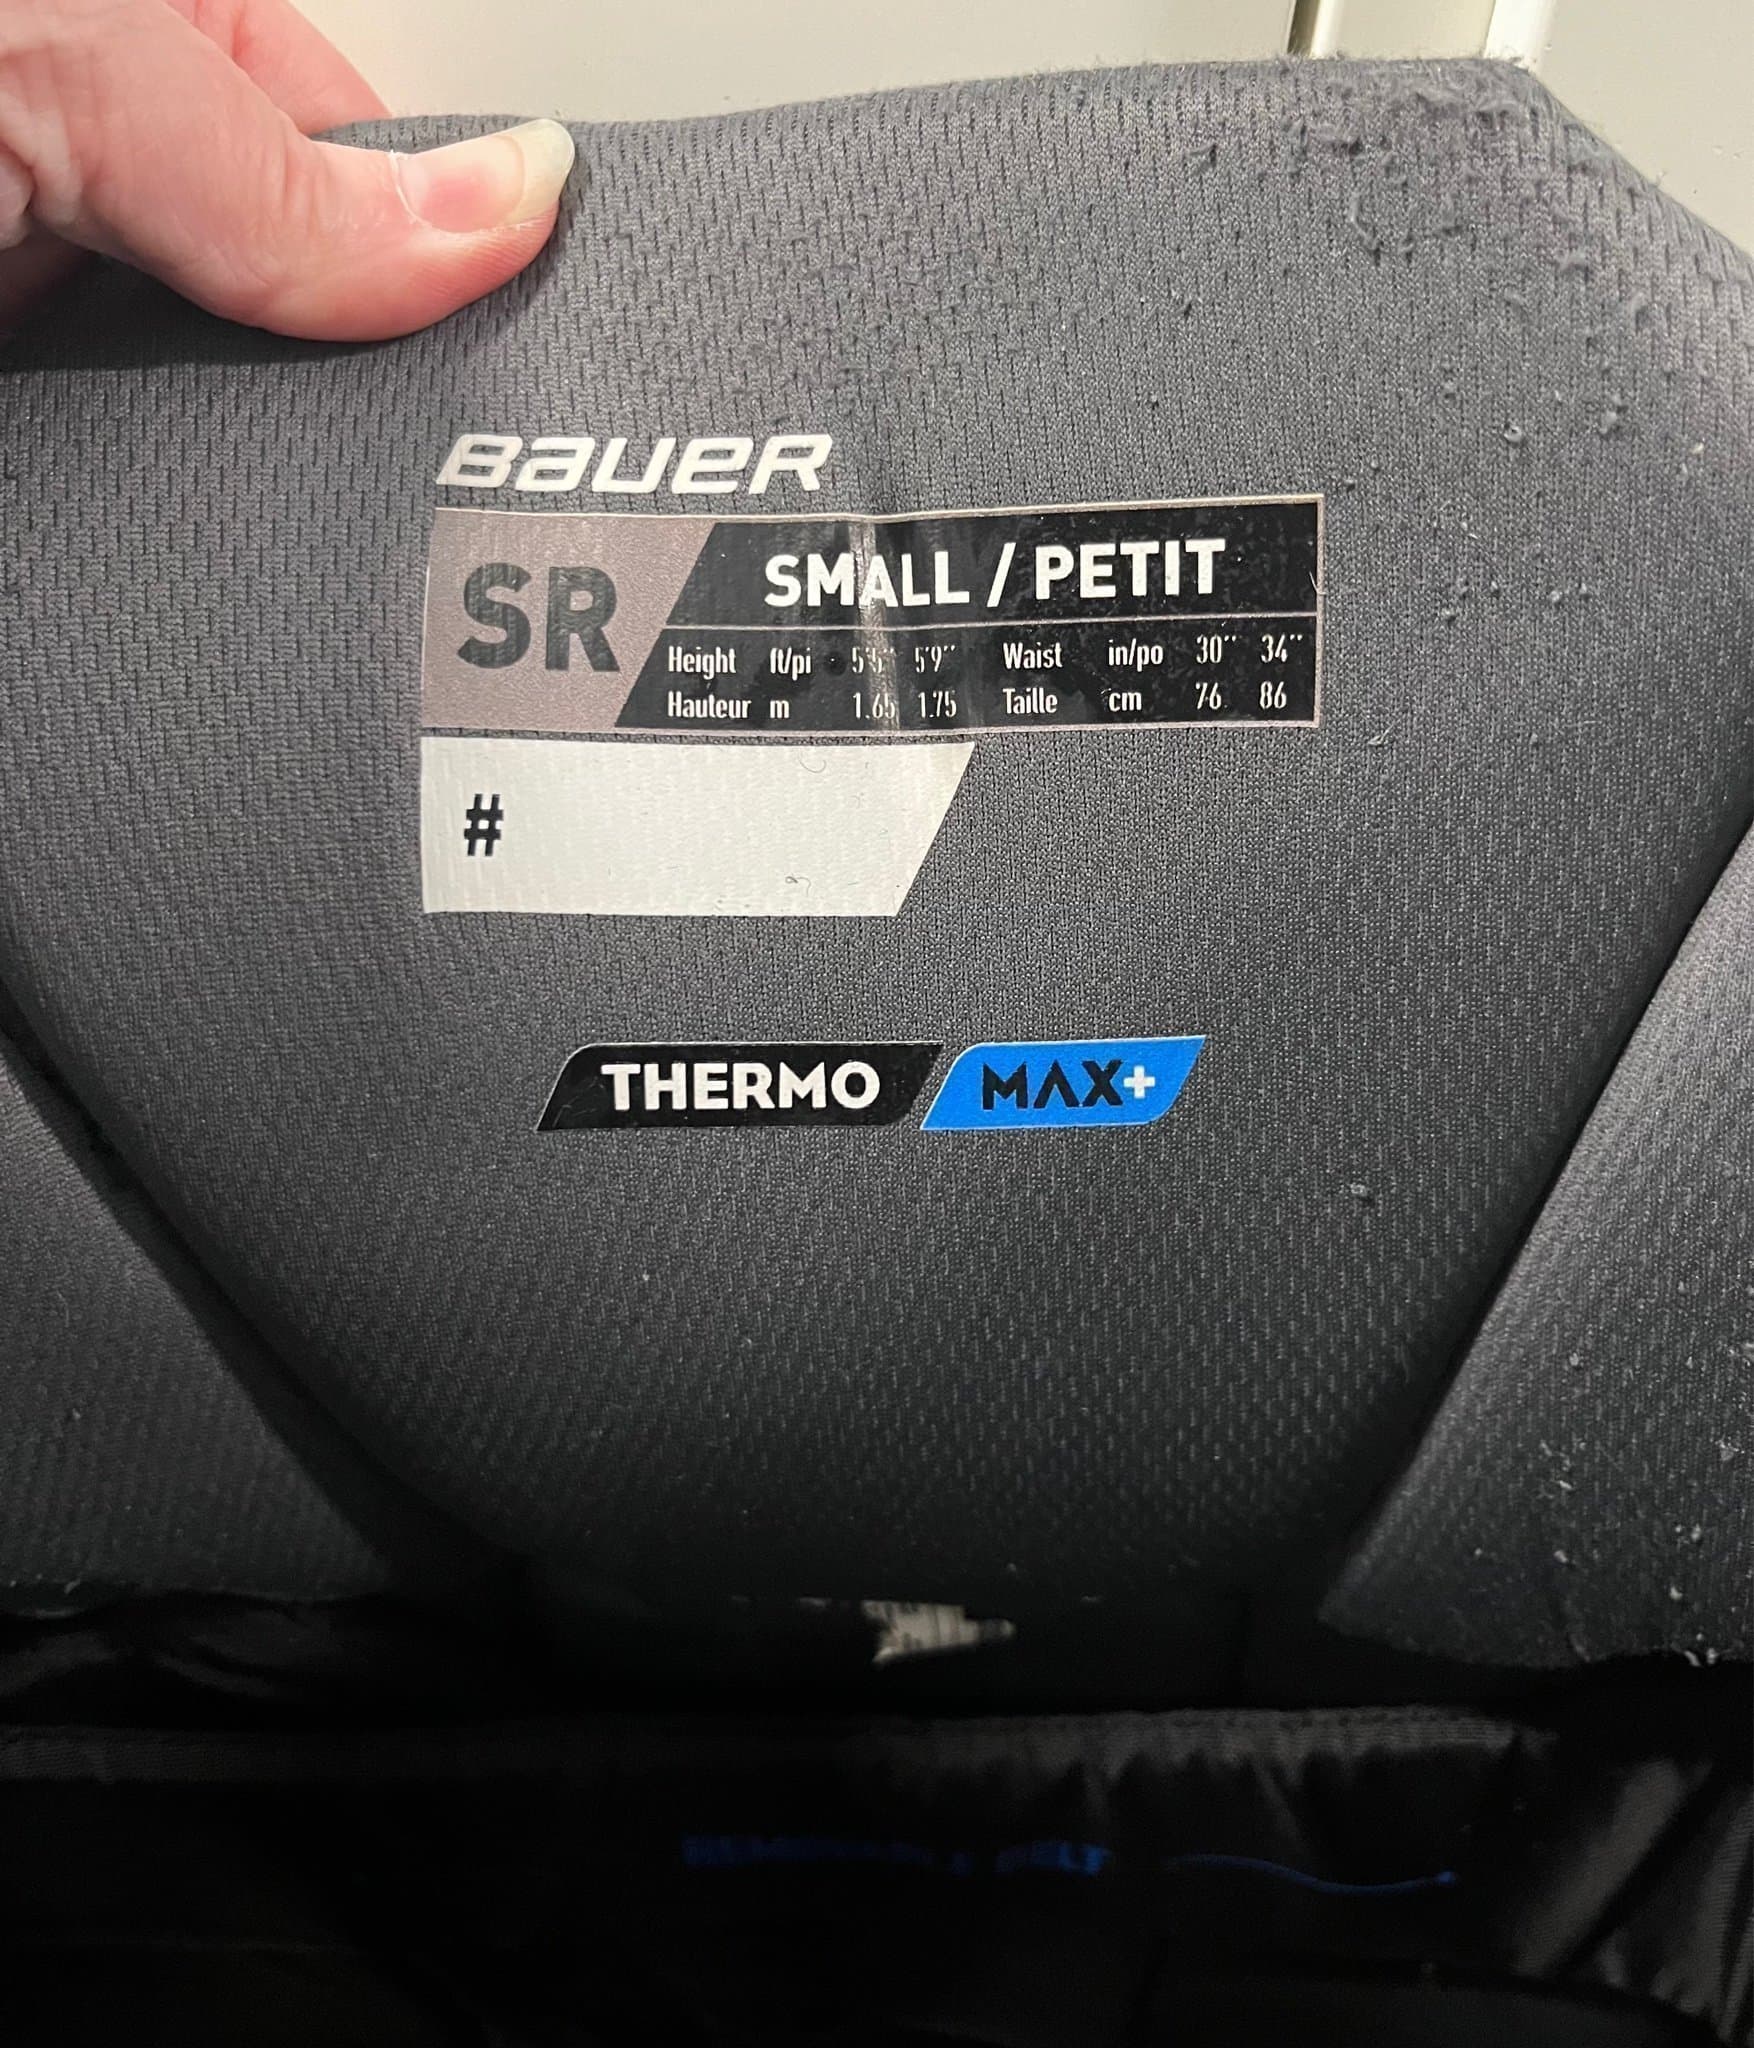 BAUER
SR SMALL / PETIT
Height ft/pi 5'5" 5'9" Waist in/po 30" 34"
Hauteur m 1.65 1.75 Taille cm 76 86
#
THERMO MAX+